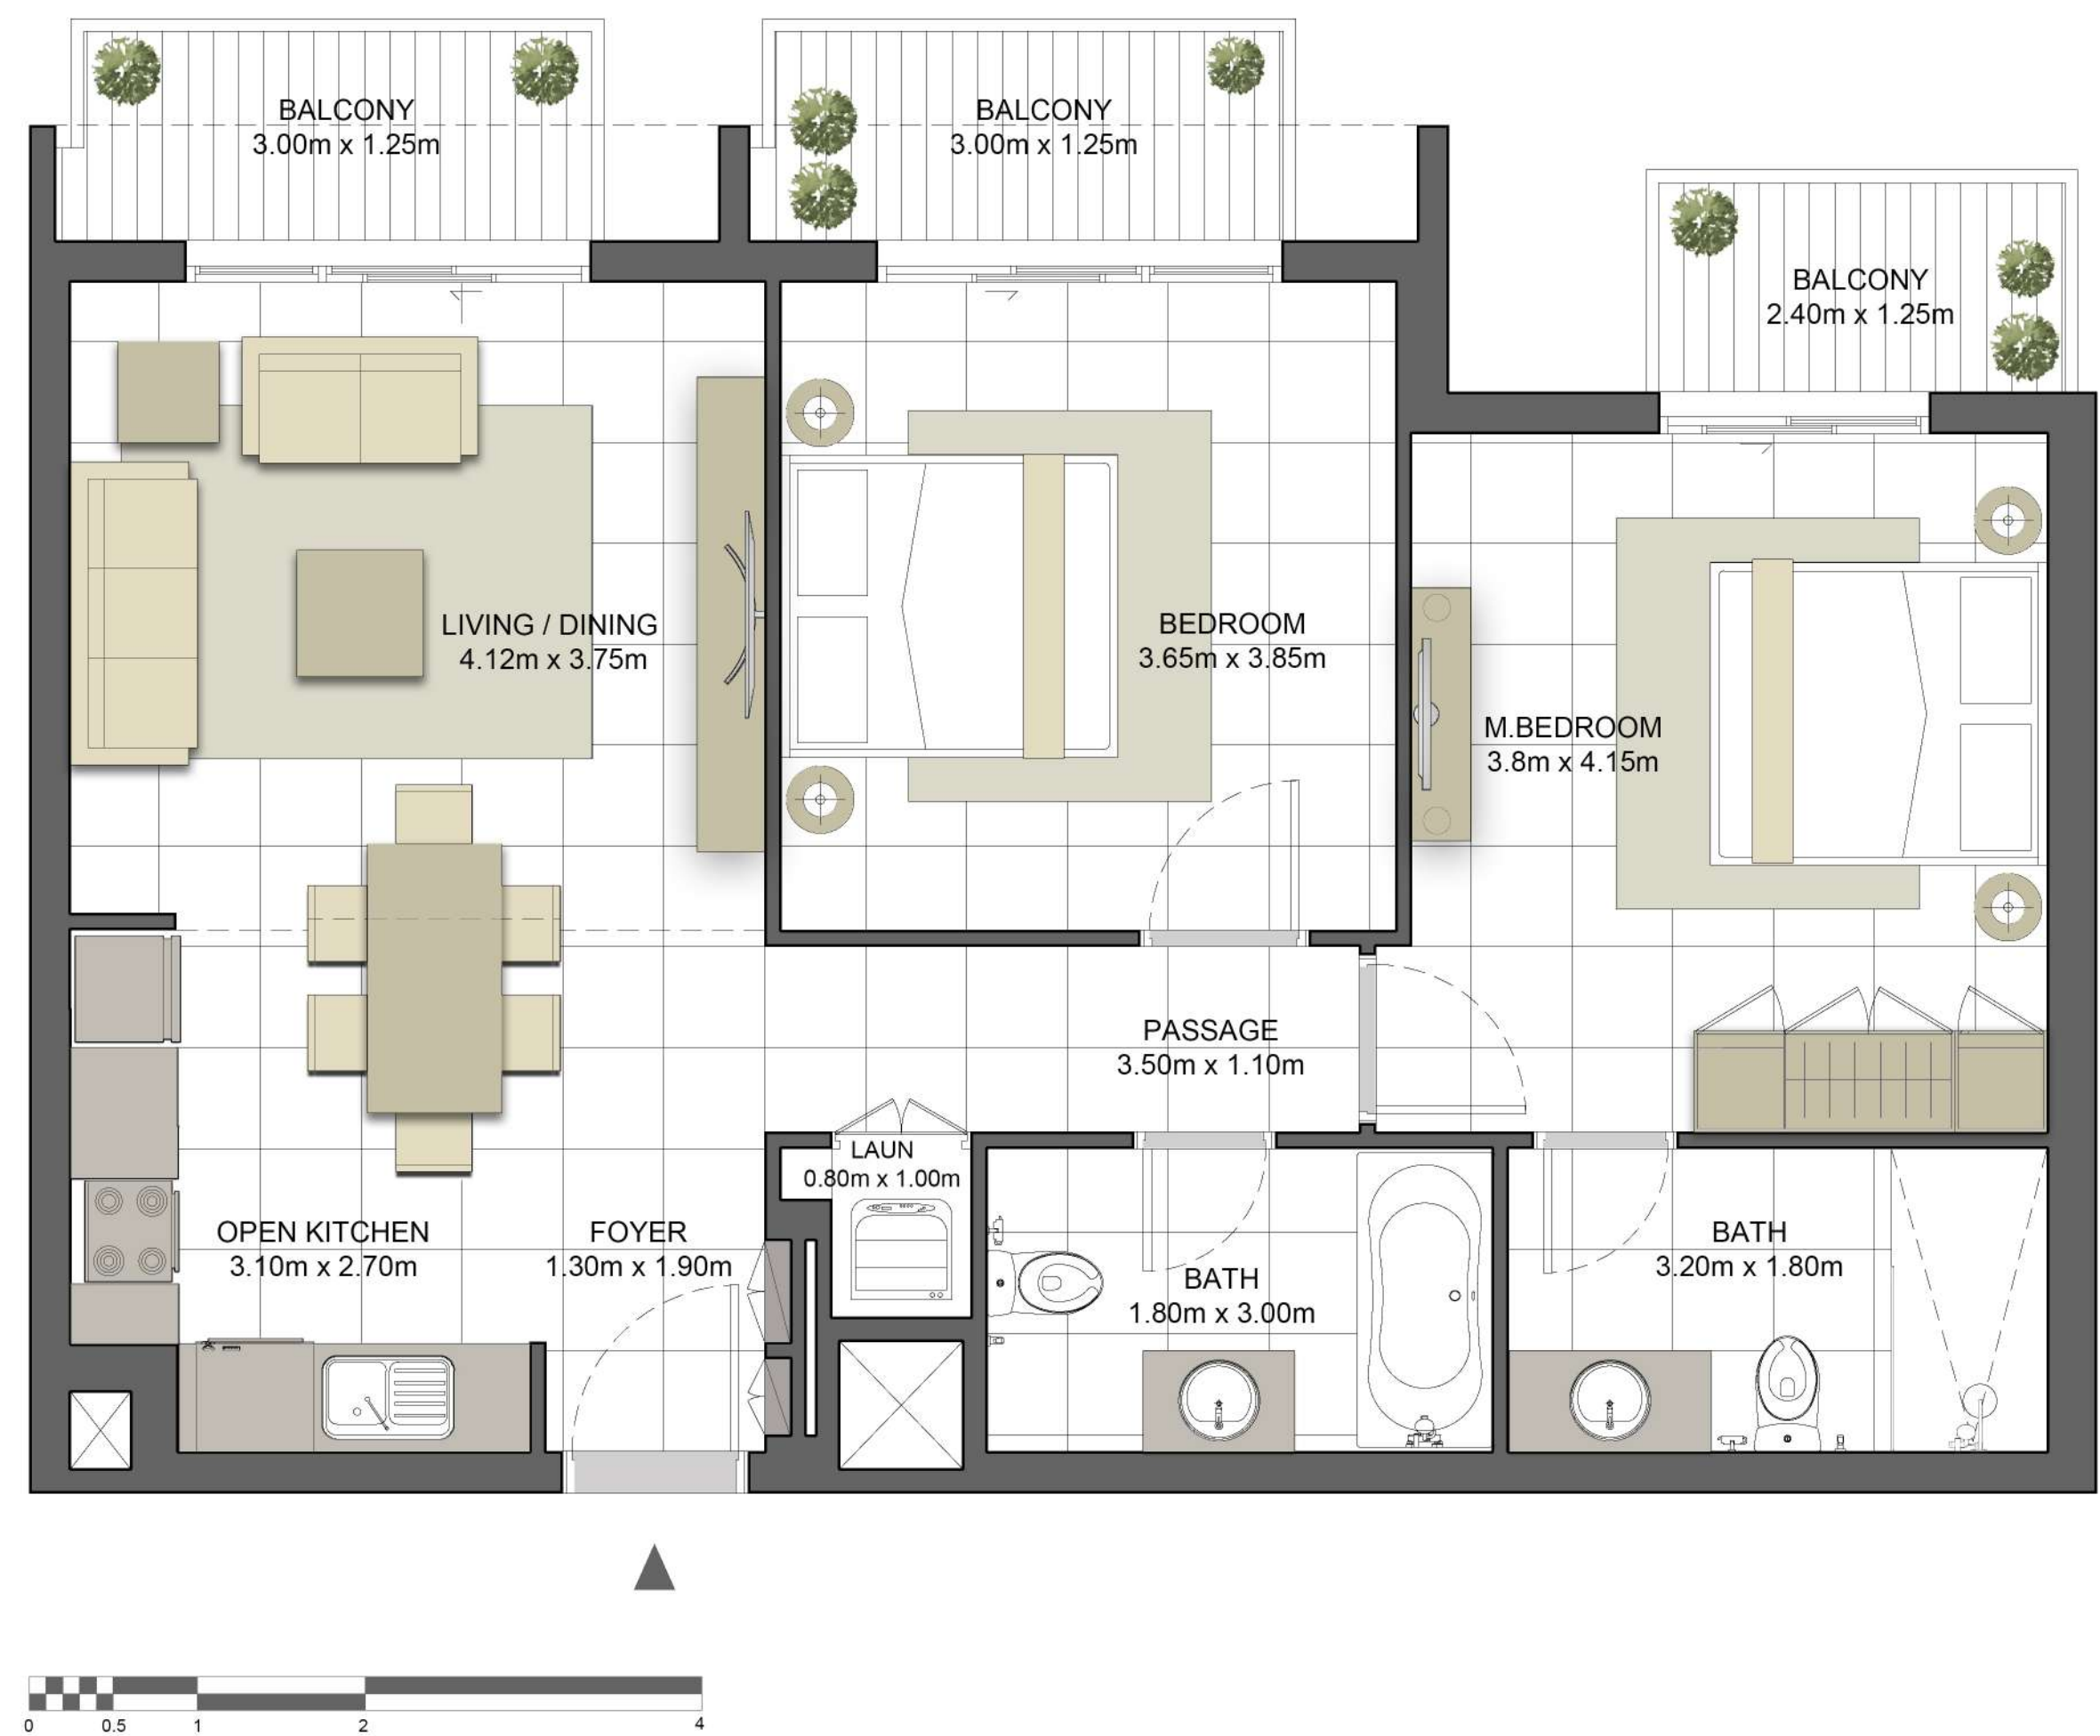 BALCONY
3.00m x 1.25m
BALCONY
3.00m x 1.25m
BALCONY
2.40m x 1.25m
LIVING / DINING
4.12m x 3.75m
BEDROOM
3.65m x 3.85m
M.BEDROOM
3.8m x 4.15m
PASSAGE
3.50m x 1.10m
LAUN
0.80m x 1.00m
OPEN KITCHEN
3.10m x 2.70m
FOYER
1.30m x 1.90m
BATH
1.80m x 3.00m
BATH
3.20m x 1.80m
0 0.5 1 2 4